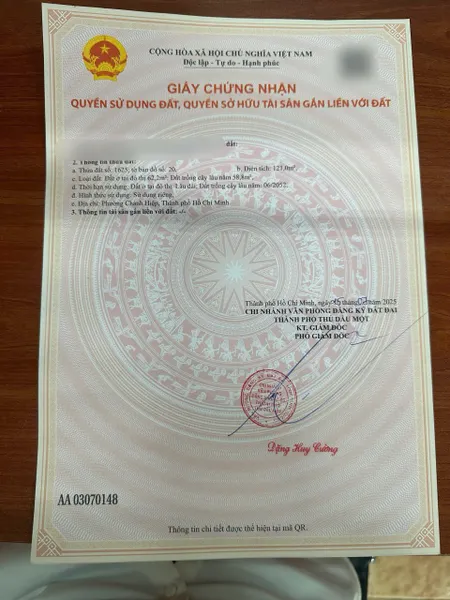 CỘNG HÒA XÃ HỘI CHỦ NGHĨA VIỆT NAM
Độc lập - Tự do - Hạnh phúc
GIẤY CHỨNG NHẬN
QUYỀN SỬ DỤNG ĐẤT, QUYỀN SỞ HỮU TÀI SẢN GẮN LIỀN VỚI ĐẤT
đất:
2. Thông tin thửa đất:
a. Thửa đất số: 1623; tờ bản đồ số: 20. b. Diện tích: 121.0m².
c. Loại đất: Đất ở tại đô thị 62.2m²; Đất trồng cây lâu năm 58.8m².
d. Thời hạn sử dụng: Đất ở tại đô thị: Lâu dài; Đất trồng cây lâu năm: 06/2052.
đ. Hình thức sử dụng: Sử dụng riêng.
e. Địa chỉ: Phường Chánh Hiệp, Thành phố Hồ Chí Minh
3. Thông tin tài sản gắn liền với đất: -/-
Thành phố Hồ Chí Minh, ngày tháng năm 2025
CHI NHÁNH VĂN PHÒNG ĐĂNG KÝ ĐẤT ĐAI
THÀNH PHỐ THỦ DẦU MỘT
KT. GIÁM ĐỐC
PHÓ GIÁM ĐỐC
Đặng Huy Cường
AA 03070148
Thông tin chi tiết được thể hiện tại mã QR.